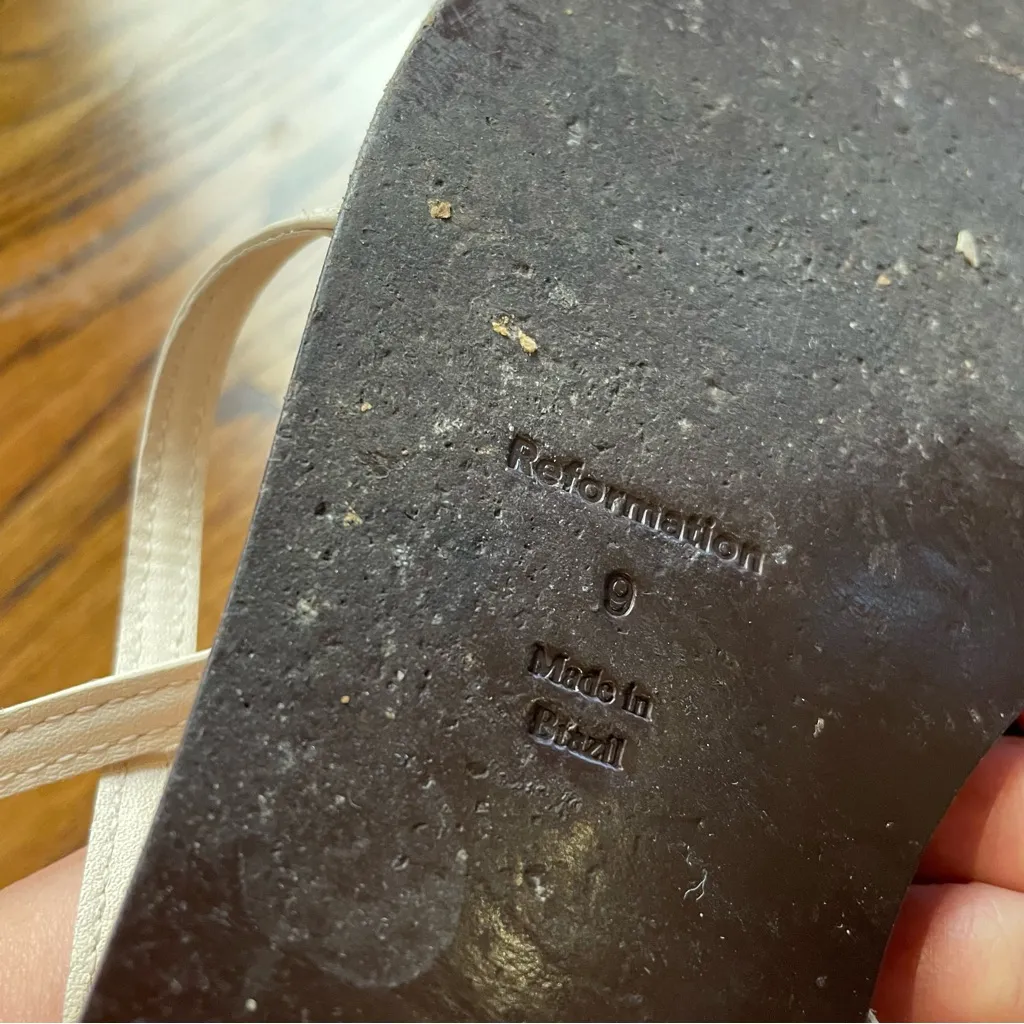 Reformation
9
Made in
Brazil